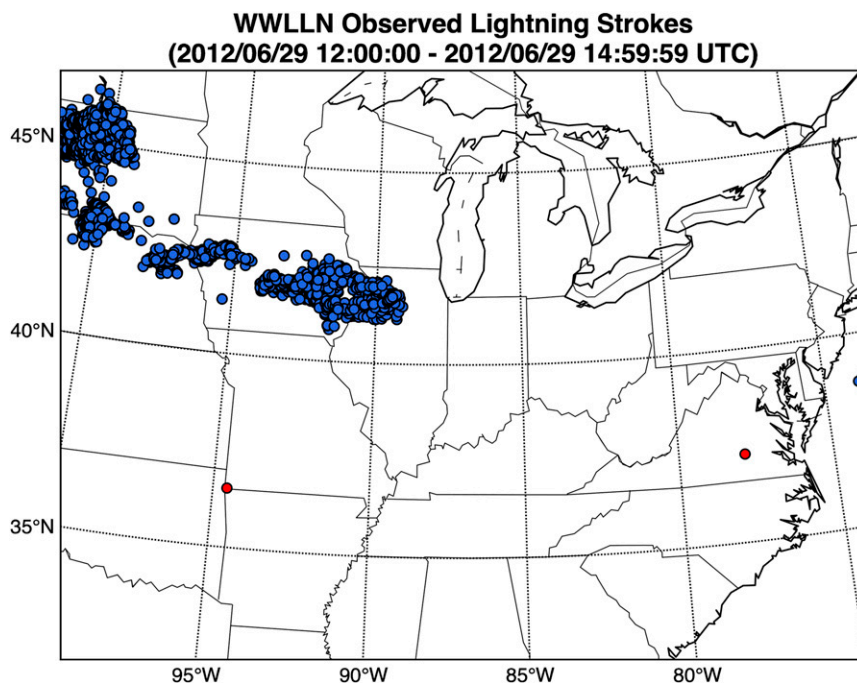 WWLLN Observed Lightning Strokes
(2012/06/29 12:00:00 - 2012/06/29 14:59:59 UTC)
45°N
40°N
35°N
95°W 90°W 85°W 80°W